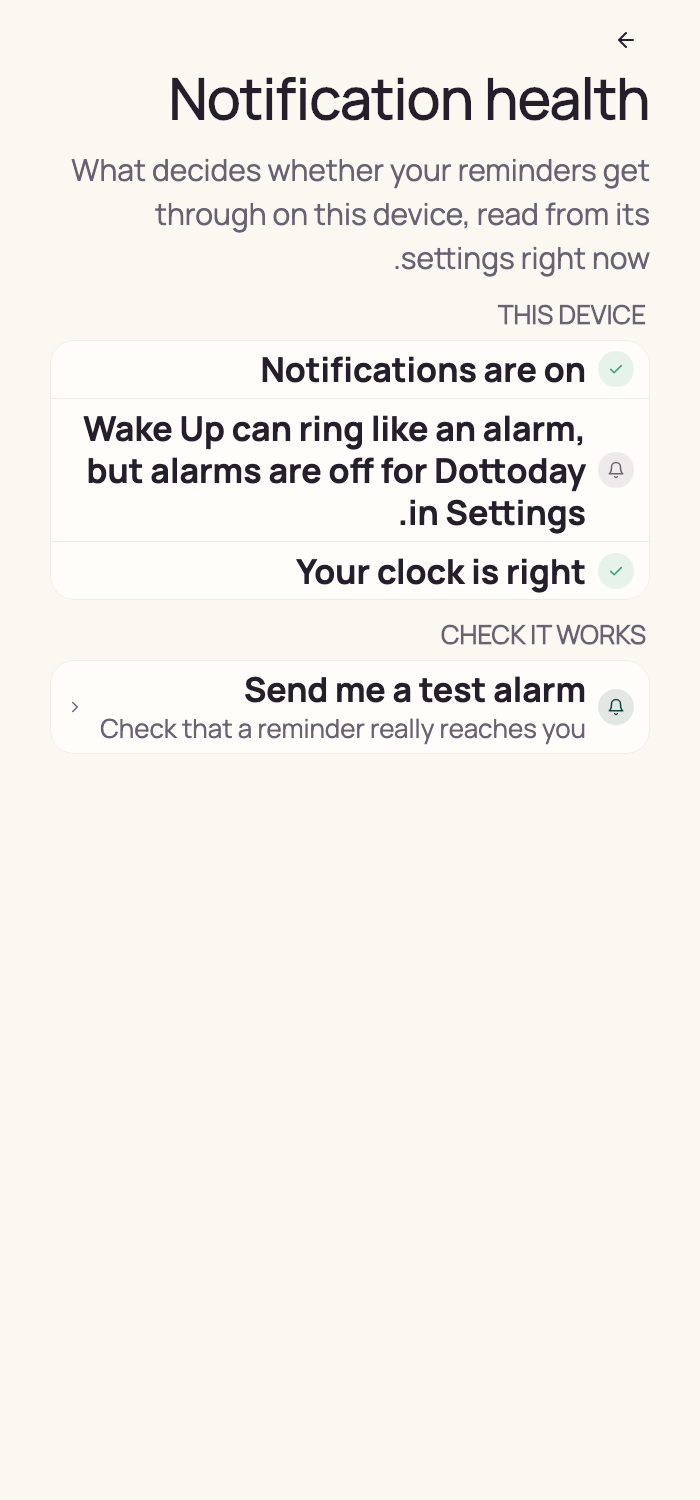 Notification health
What decides whether your reminders get
through on this device, read from its
.settings right now
THIS DEVICE
Notifications are on
Wake Up can ring like an alarm,
but alarms are off for Dottoday
.in Settings
Your clock is right
CHECK IT WORKS
Send me a test alarm
Check that a reminder really reaches you